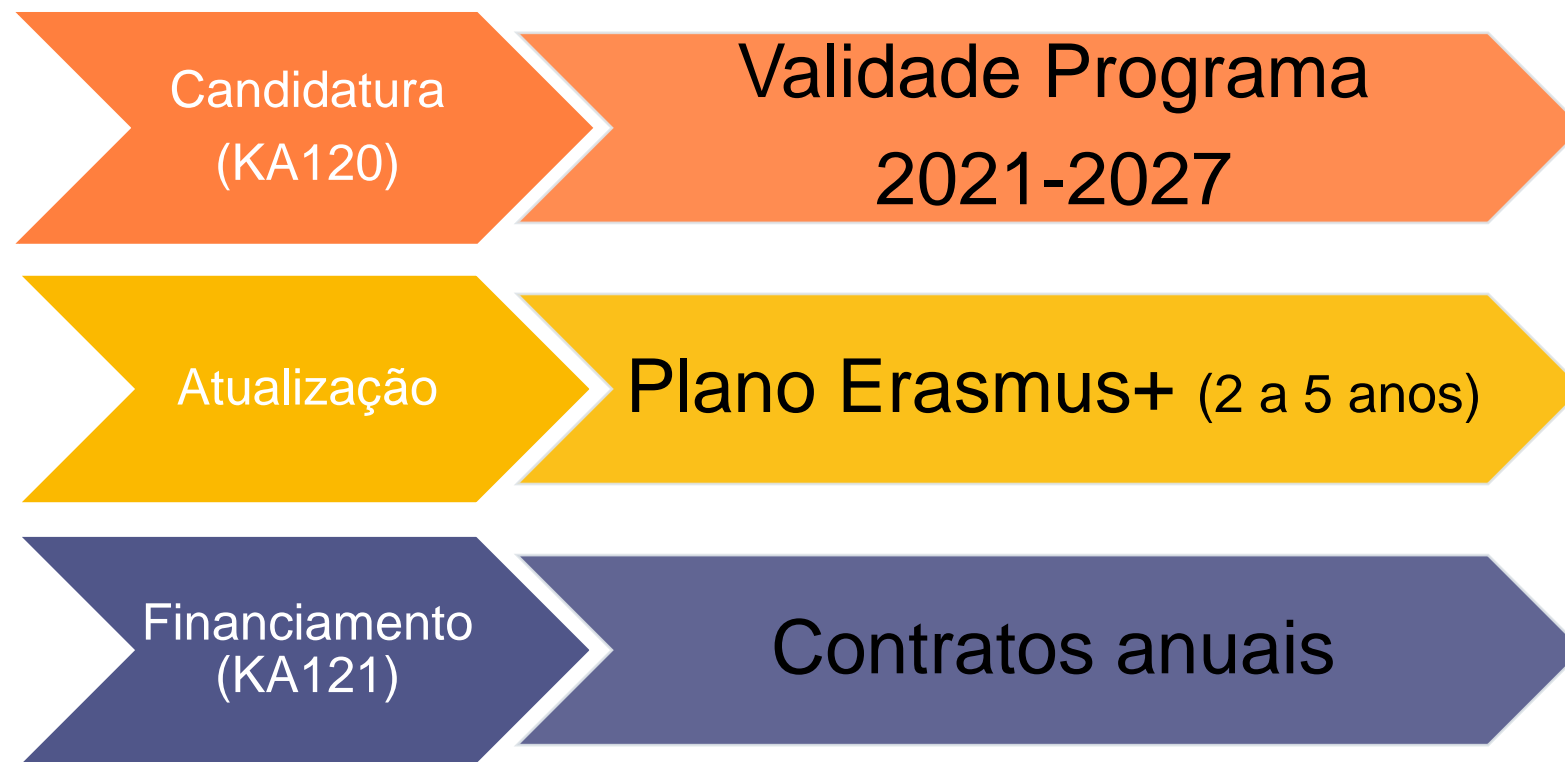 Candidatura
(KA120)
Validade Programa
2021-2027
Atualização
Plano Erasmus+ (2 a 5 anos)
Financiamento
(KA121)
Contratos anuais